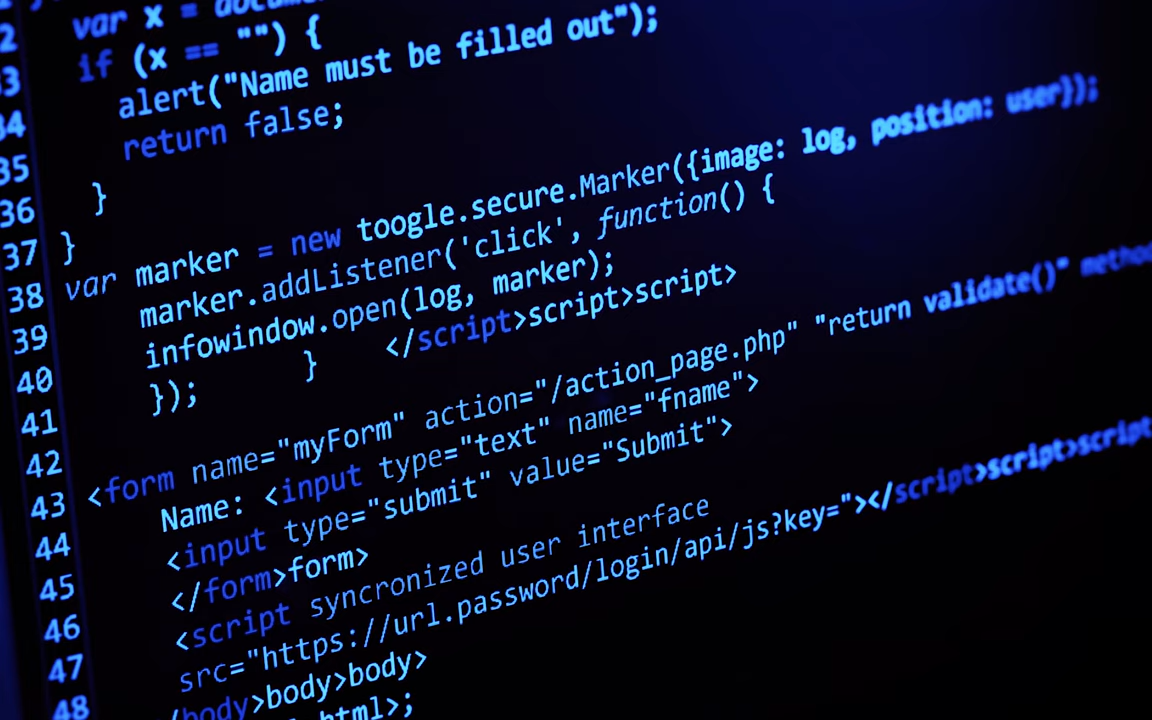 var x =
2 if (x == "") {
33 alert("Name must be filled out");
34 return false;
35
36 }
37 }
38 var marker = new toogle.secure.Marker({image: log, position: user});
39 marker.addListener('click', function() {
40 infowindow.open(log, marker);
41 }); } </script>script>script>
42
43 <form name="myForm" action="/action_page.php" "return validate()" method
44 Name: <input type="text" name="fname">
45 <input type="submit" value="Submit">
46 </form>form>
47 <script syncronized user interface
48 src="https://url.password/login/api/js?key="></script>script>script
/body>body>body>
html>;